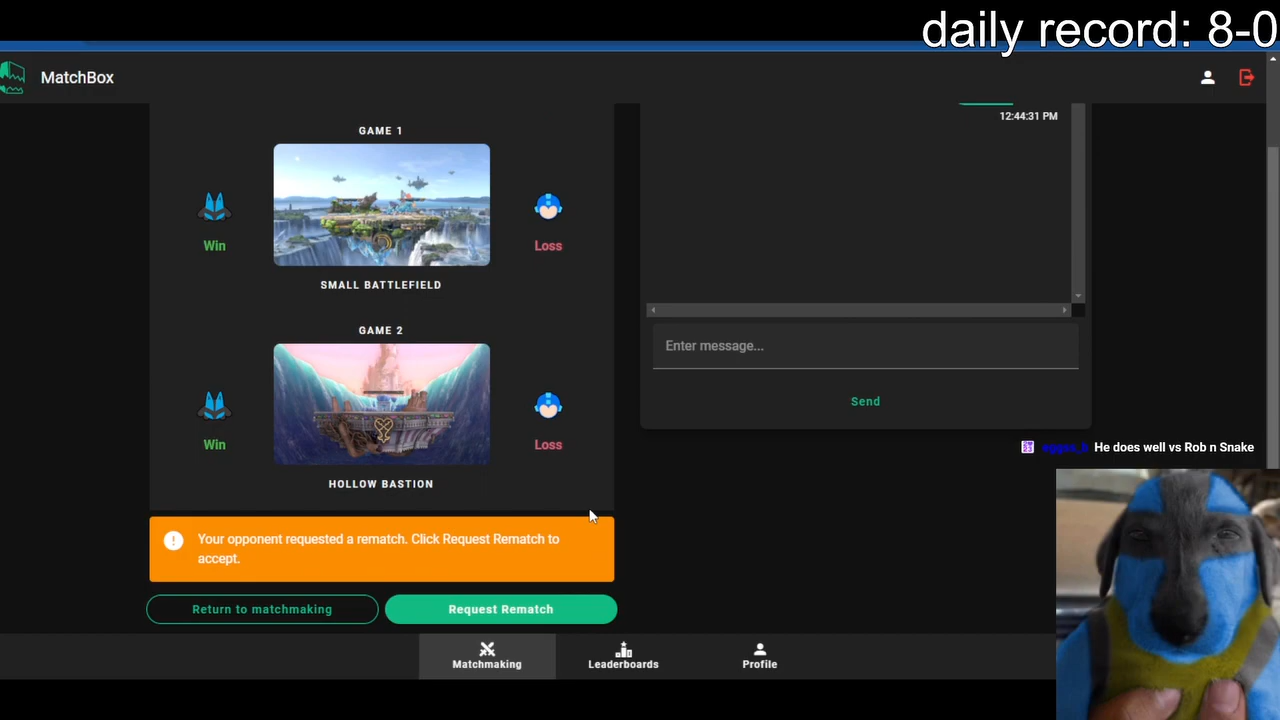 daily record: 8-0
MatchBox
GAME 1
Win
Loss
SMALL BATTLEFIELD
GAME 2
Win
Loss
HOLLOW BASTION
Your opponent requested a rematch. Click Request Rematch to
accept.
Return to matchmaking
Request Rematch
12:44:31 PM
Enter message...
Send
He does well vs Rob n Snake
Matchmaking
Leaderboards
Profile